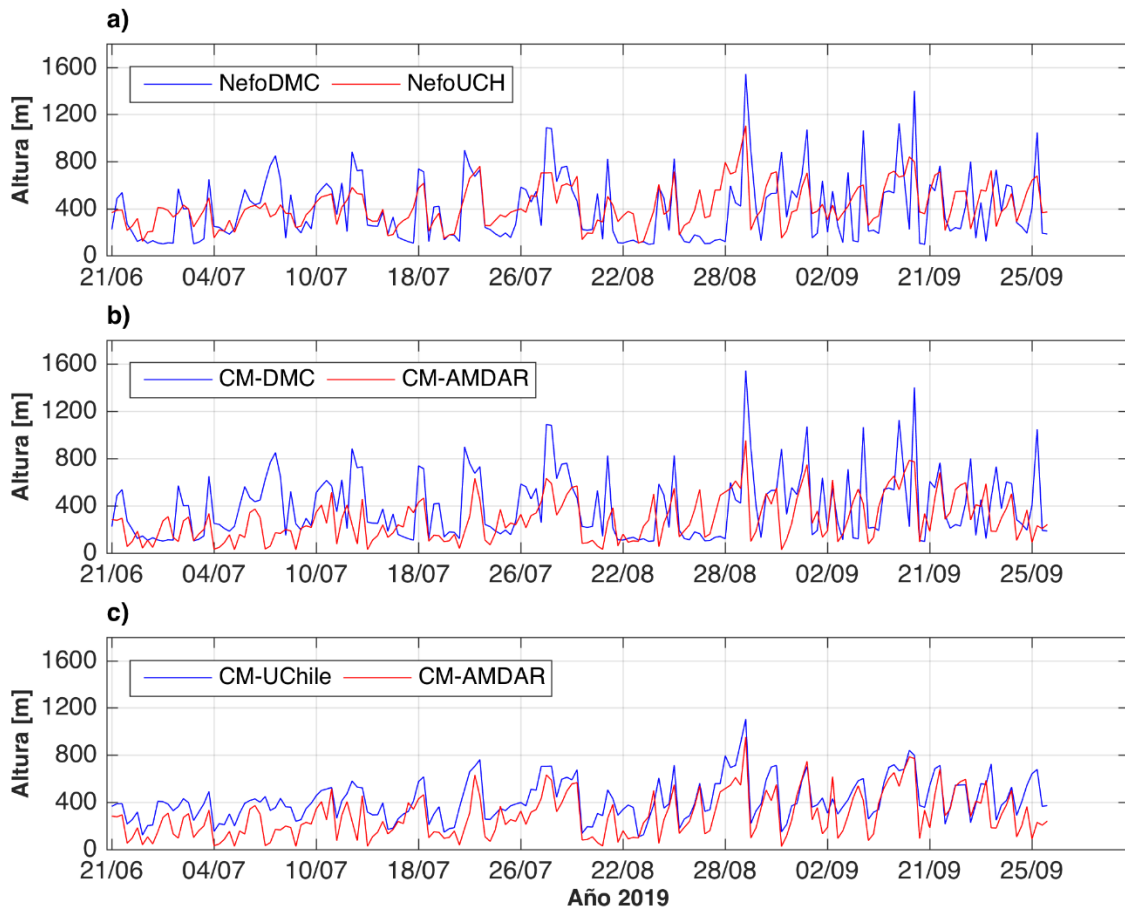 a)
Altura [m]
1600
1200
800
400
0
NefoDMC NefoUCH
21/06 04/07 10/07 18/07 26/07 22/08 28/08 02/09 21/09 25/09
b)
Altura [m]
1600
1200
800
400
0
CM-DMC CM-AMDAR
21/06 04/07 10/07 18/07 26/07 22/08 28/08 02/09 21/09 25/09
c)
Altura [m]
1600
1200
800
400
0
CM-UChile CM-AMDAR
21/06 04/07 10/07 18/07 26/07 22/08 28/08 02/09 21/09 25/09
Año 2019